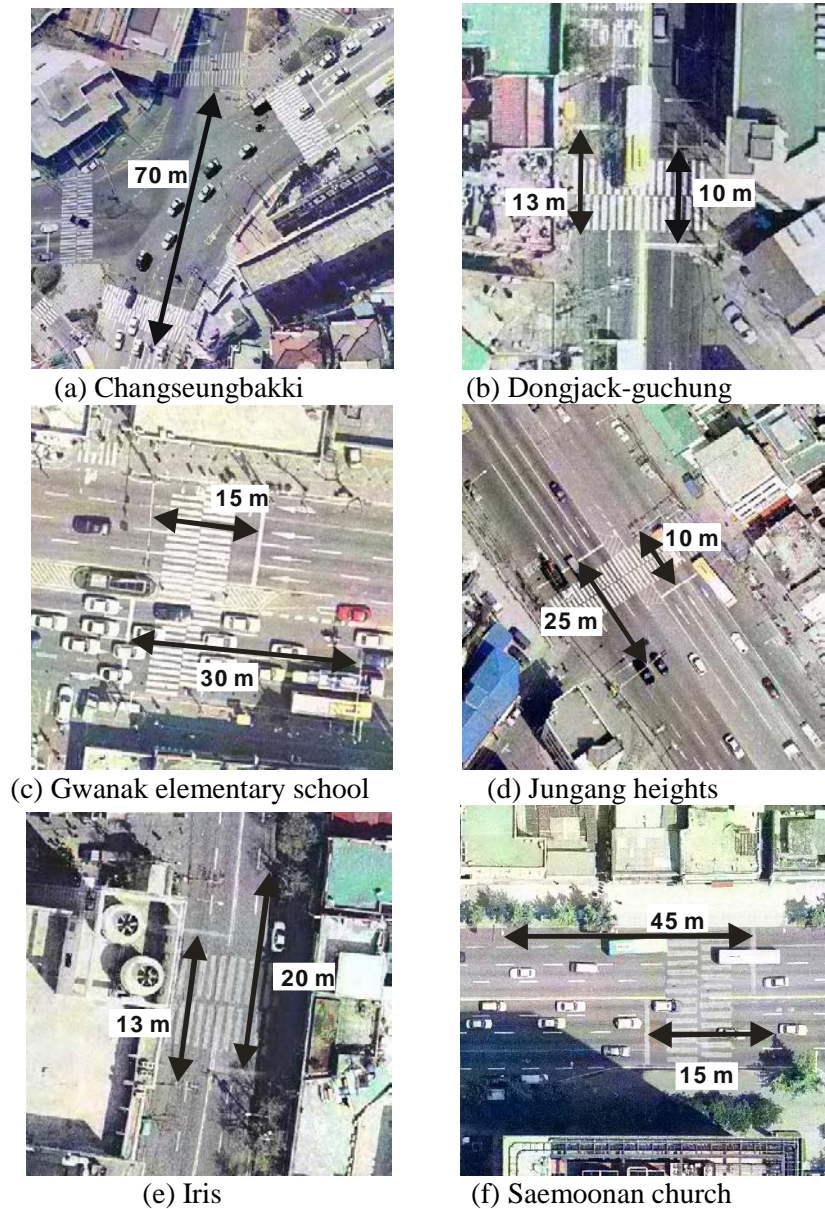 70 m
13 m
10 m
(a) Changseungbakki
(b) Dongjack-guchung
15 m
30 m
10 m
25 m
(c) Gwanak elementary school
(d) Jungang heights
13 m
20 m
45 m
15 m
(e) Iris
(f) Saemoonan church